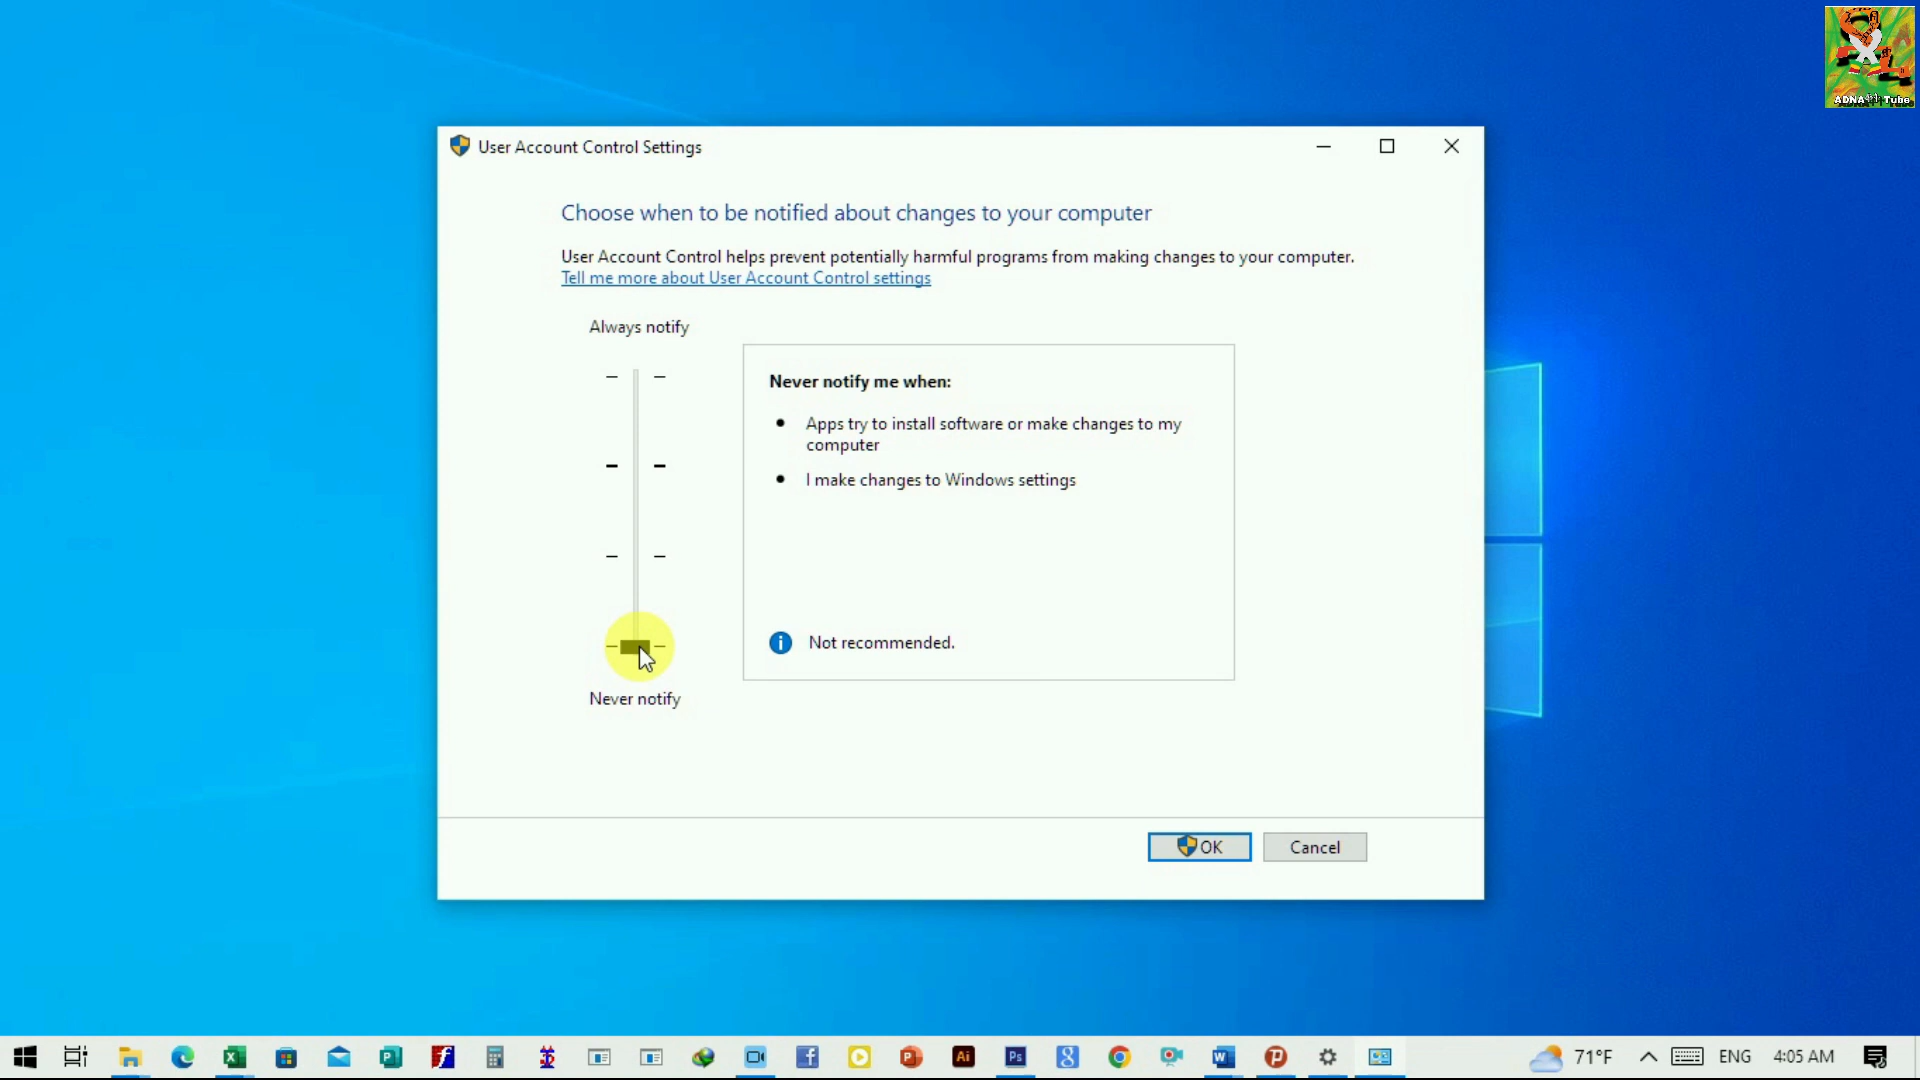 ADNA Tube
User Account Control Settings
Choose when to be notified about changes to your computer
User Account Control helps prevent potentially harmful programs from making changes to your computer.
Tell me more about User Account Control settings
Always notify
Never notify me when:
Apps try to install software or make changes to my
computer
I make changes to Windows settings
Not recommended.
Never notify
OK
Cancel
71°F
ENG
4:05 AM